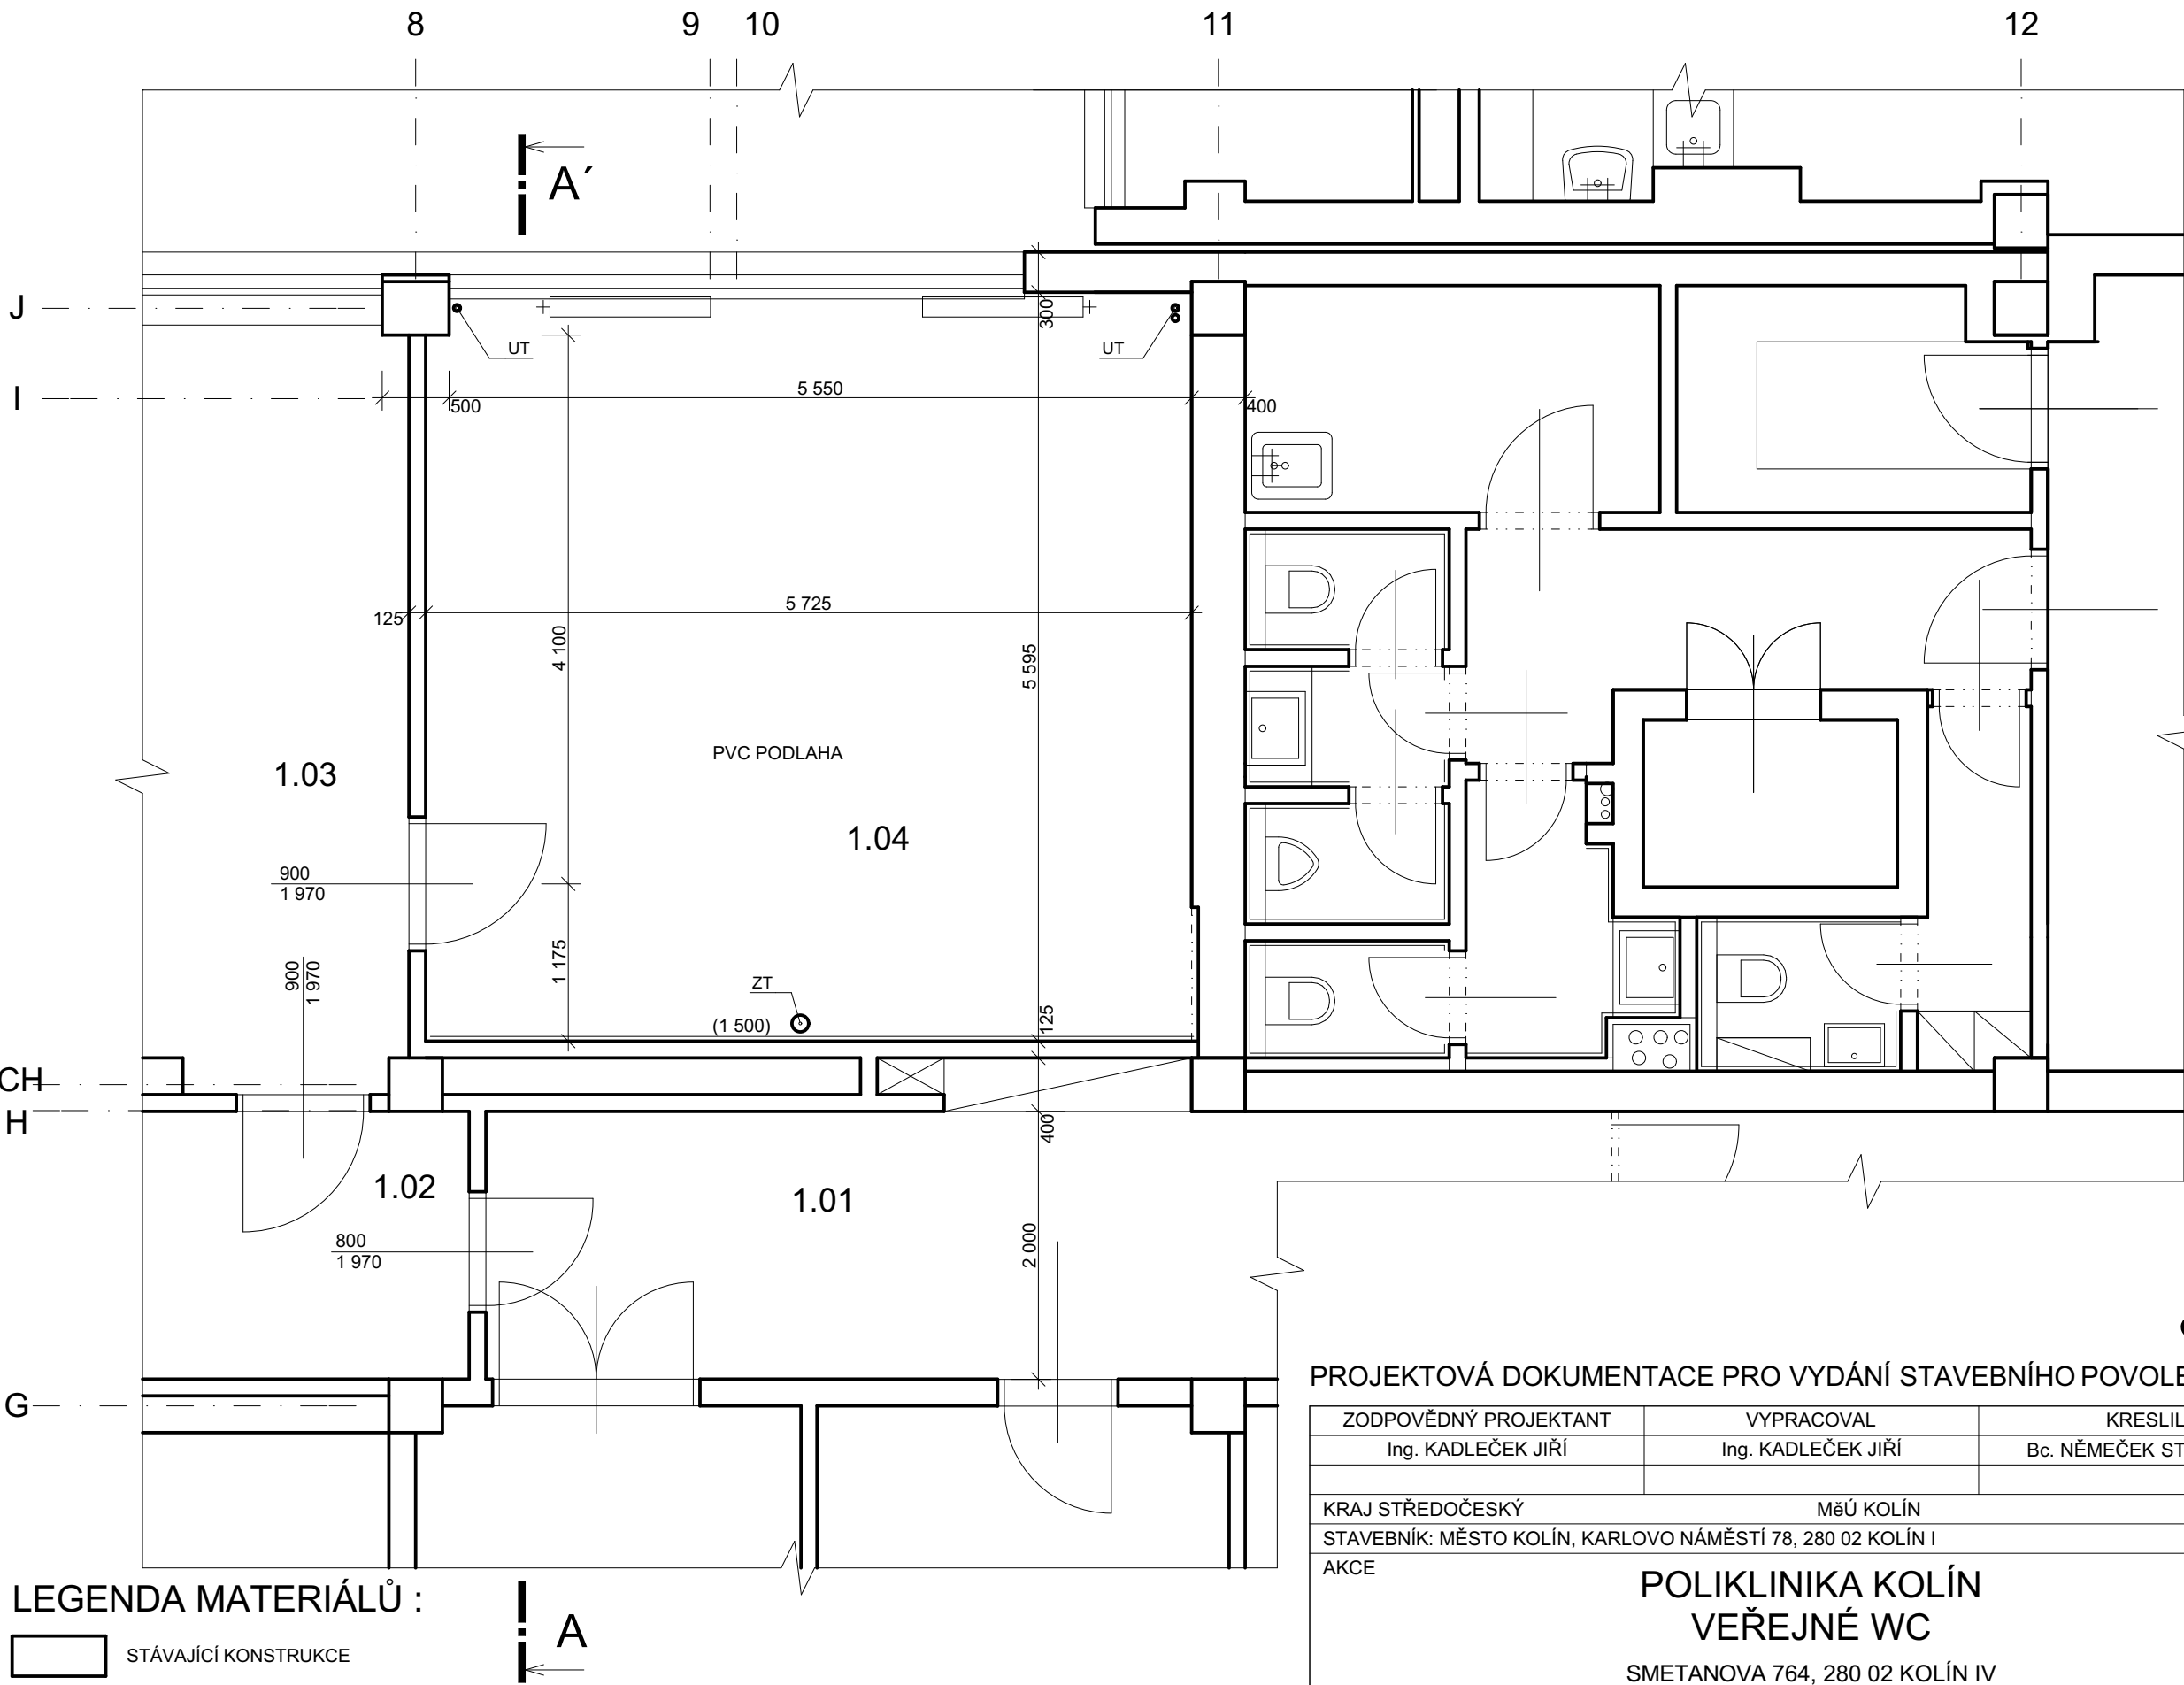 8
9
10
11
12
A´
J
300
UT
UT
I
500
5 550
400
125
5 725
4 100
5 595
PVC PODLAHA
1.03
1.04
900
1 970
900
1 970
1 175
ZT
(1 500)
125
CH
H
400
1.02
1.01
800
1 970
2 000
G
PROJEKTOVÁ DOKUMENTACE PRO VYDÁNÍ STAVEBNÍHO
ZODPOVĚDNÝ PROJEKTANT
VYPRACOVAL
KRESLIL
Ing. KADLEČEK JIŘÍ
Ing. KADLEČEK JIŘÍ
Bc. NĚMEČEK
KRAJ STŘEDOČESKÝ
MěÚ KOLÍN
STAVEBNÍK: MĚSTO KOLÍN, KARLOVO NÁMĚSTÍ 78, 280 02 KOLÍN I
AKCE
POLIKLINIKA KOLÍN
VEŘEJNÉ WC
SMETANOVA 764, 280 02 KOLÍN IV
LEGENDA MATERIÁLŮ :
STÁVAJÍCÍ KONSTRUKCE
A